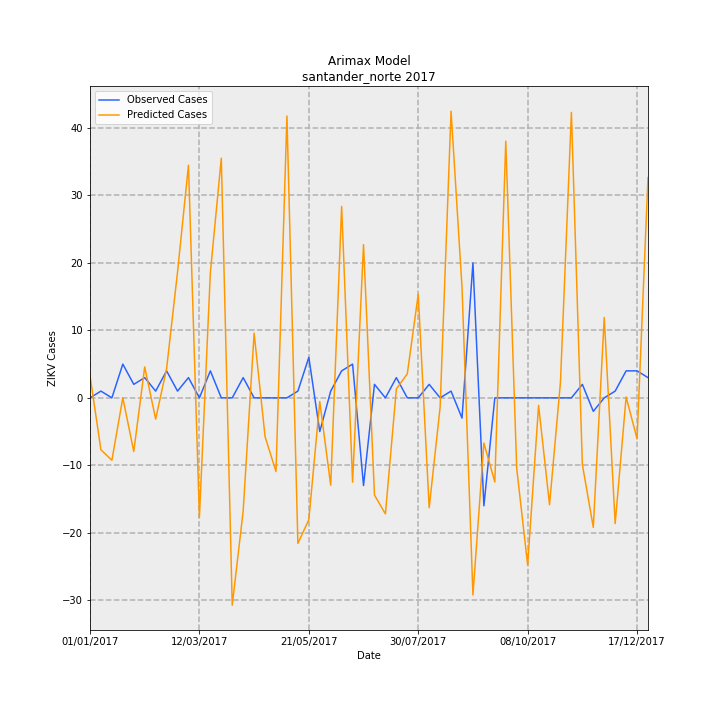 Arimax Model
santander_norte 2017
Observed Cases
Predicted Cases
40
30
20
10
0
−10
−20
−30
ZIKV Cases
01/01/2017 12/03/2017 21/05/2017 30/07/2017 08/10/2017 17/12/2017
Date